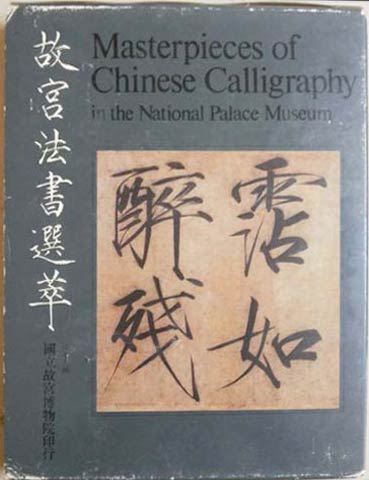 故宮法書選萃
國立故宮博物院印行
Masterpieces of
Chinese Calligraphy
in the National Palace Museum
霑如
醉残